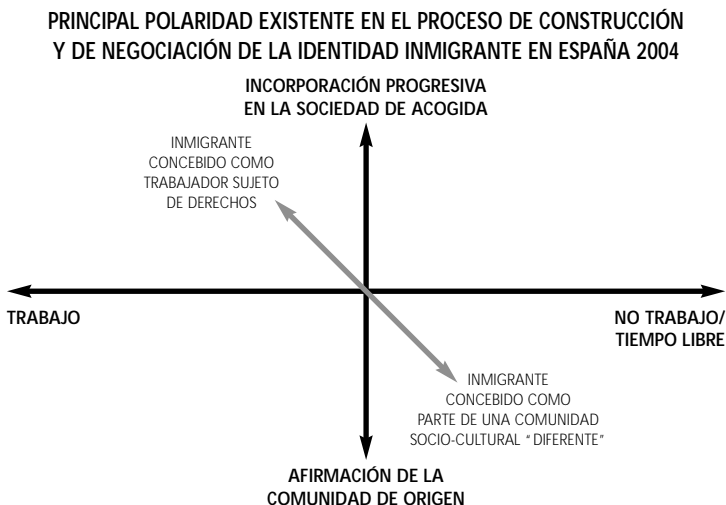 PRINCIPAL POLARIDAD EXISTENTE EN EL PROCESO DE CONSTRUCCIÓN
Y DE NEGOCIACIÓN DE LA IDENTIDAD INMIGRANTE EN ESPAÑA 2004
INCORPORACIÓN PROGRESIVA
EN LA SOCIEDAD DE ACOGIDA
INMIGRANTE
CONCEBIDO COMO
TRABAJADOR SUJETO
DE DERECHOS
TRABAJO
NO TRABAJO/
TIEMPO LIBRE
INMIGRANTE
CONCEBIDO COMO
PARTE DE UNA COMUNIDAD
SOCIO-CULTURAL "DIFERENTE"
AFIRMACIÓN DE LA
COMUNIDAD DE ORIGEN